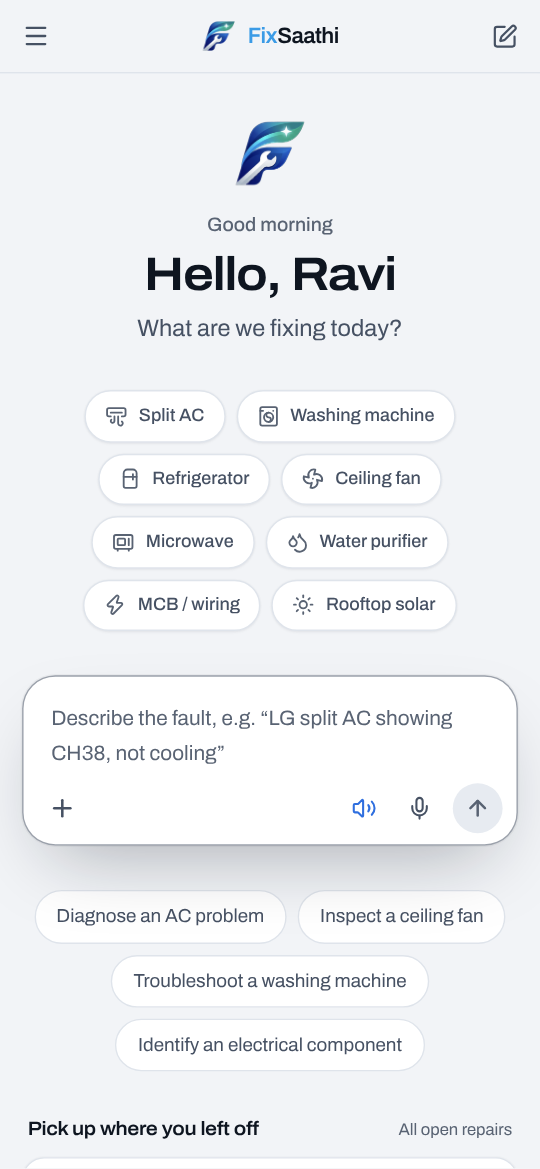 FixSaathi
Good morning
Hello, Ravi
What are we fixing today?
Split AC
Washing machine
Refrigerator
Ceiling fan
Microwave
Water purifier
MCB / wiring
Rooftop solar
Describe the fault, e.g. “LG split AC showing
CH38, not cooling”
Diagnose an AC problem
Inspect a ceiling fan
Troubleshoot a washing machine
Identify an electrical component
Pick up where you left off
All open repairs